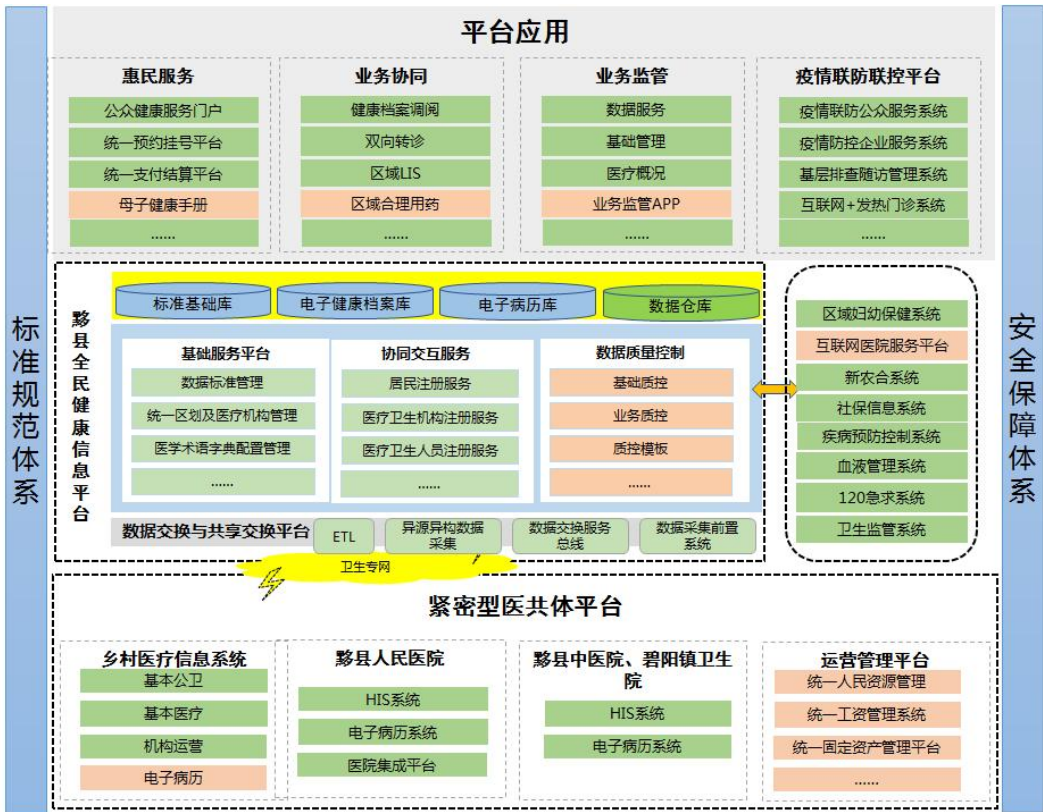 平台应用
惠民服务
公众健康服务门户
统一预约挂号平台
统一支付结算平台
母子健康手册
......
业务协同
健康档案调阅
双向转诊
区域LIS
区域合理用药
......
业务监管
数据服务
基础管理
医疗概况
业务监管APP
......
疫情联防联控平台
疫情联防公众服务系统
疫情防控企业服务系统
基层排查随访管理系统
互联网+发热门诊系统
......
标准规范体系
黟县全民健康信息平台
标准基础库
电子健康档案库
电子病历库
数据仓库
基础服务平台
数据标准管理
统一区划及医疗机构管理
医学术语字典配置管理
......
协同交互服务
居民注册服务
医疗卫生机构注册服务
医疗卫生人员注册服务
......
数据质量控制
基础质控
业务质控
质控模板
......
数据交换与共享交换平台
ETL
异源异构数据
采集
数据交换服务
总线
数据采集前置
系统
卫生专网
区域妇幼保健系统
互联网医院服务平台
新农合系统
社保信息系统
疾病预防控制系统
血液管理系统
120急求系统
卫生监管系统
安全保障体系
紧密型医共体平台
乡村医疗信息系统
基本公卫
基本医疗
机构运营
电子病历
黟县人民医院
HIS系统
电子病历系统
医院集成平台
黟县中医院、碧阳镇卫生
院
HIS系统
电子病历系统
运营管理平台
统一人民资源管理
统一工资管理系统
统一固定资产管理平台
......